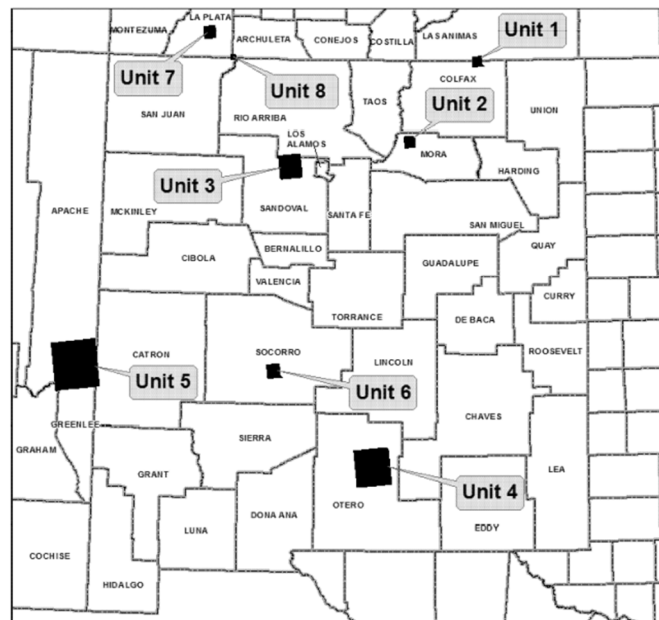 LA PLATA
MONTEZUMA
ARCHULETA
CONEJOS
COSTILLA
LAS ANIMAS
Unit 1
Unit 7
Unit 8
COLFAX
SAN JUAN
RIO ARRIBA
TAOS
Unit 2
UNION
LOS
ALAMOS
MORA
HARDING
Unit 3
APACHE
MCKINLEY
SANDOVAL
SANTA FE
SAN MIGUEL
BERNALILLO
QUAY
CIBOLA
GUADALUPE
VALENCIA
CURRY
TORRANCE
DE BACA
CATRON
SOCORRO
LINCOLN
ROOSEVELT
Unit 5
Unit 6
CHAVES
GREENLEE
SIERRA
GRAHAM
GRANT
LEA
Unit 4
OTERO
DONA ANA
LUNA
EDDY
COCHISE
HIDALGO